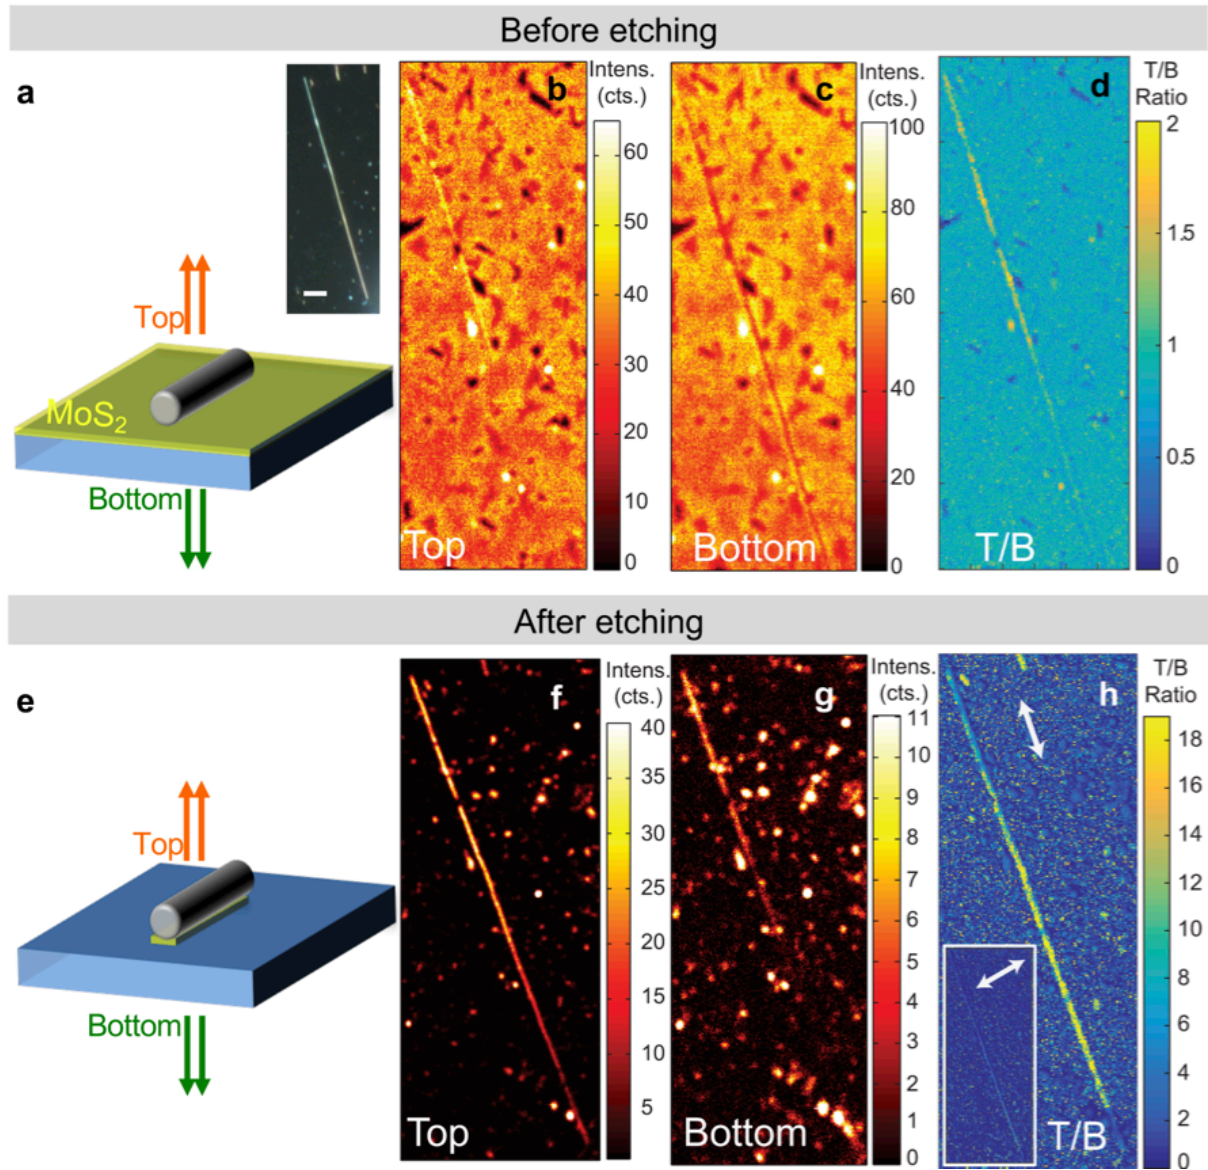 Before etching
a
Top
MoS₂
Bottom
b
Intens.
(cts.)
60
50
40
30
20
10
0
Top
c
Intens.
(cts.)
100
80
60
40
20
0
Bottom
d
T/B
Ratio
2
1.5
1
0.5
0
T/B
After etching
e
Top
Bottom
f
Intens.
(cts.)
40
35
30
25
20
15
10
5
Top
g
Intens.
(cts.)
11
10
9
8
7
6
5
4
3
2
1
0
Bottom
h
T/B
Ratio
18
16
14
12
10
8
6
4
2
0
T/B